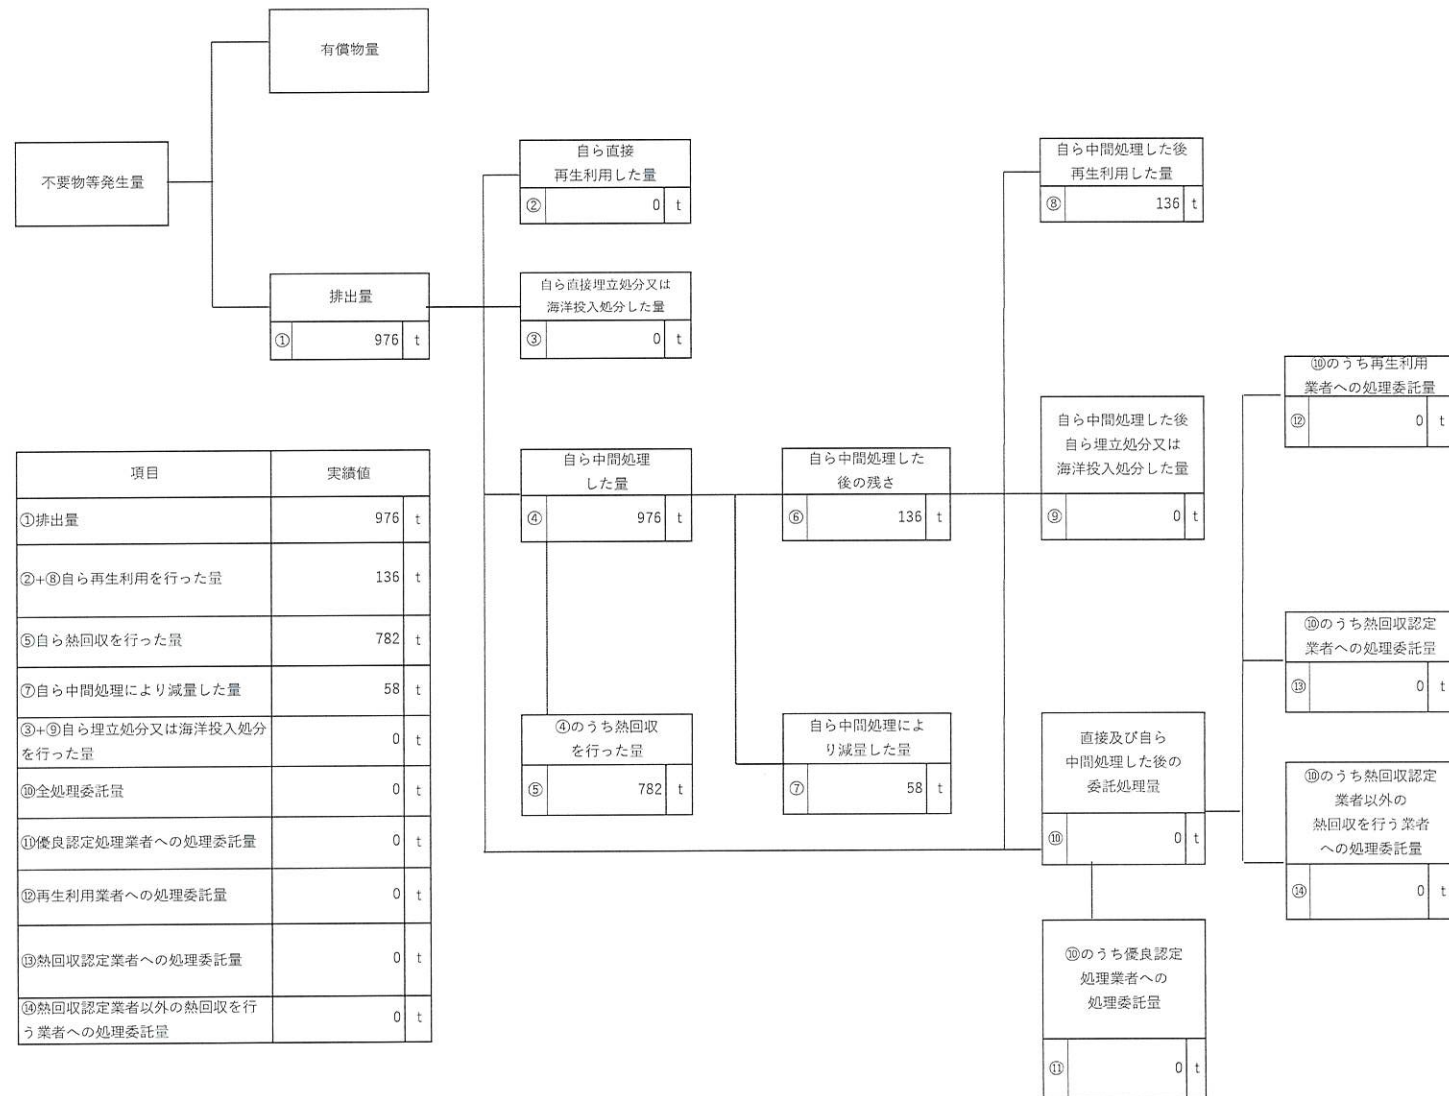 有償物量
不要物等発生量
自ら直接
再生利用した量
② 0 t
自ら中間処理した後
再生利用した量
⑧ 136 t
排出量
① 976 t
自ら直接埋立処分又は
海洋投入処分した量
③ 0 t
⑩のうち再生利用
業者への処理委託量
⑫ 0 t
自ら中間処理
した量
④ 976 t
自ら中間処理した
後の残さ
⑥ 136 t
自ら中間処理した後
自ら埋立処分又は
海洋投入処分した量
⑨ 0 t
⑩のうち熱回収認定
業者への処理委託量
⑬ 0 t
④のうち熱回収
を行った量
⑤ 782 t
自ら中間処理によ
り減量した量
⑦ 58 t
直接及び自ら
中間処理した後の
委託処理量
⑩ 0 t
⑩のうち熱回収認定
業者以外の
熱回収を行う業者
への処理委託量
⑭ 0 t
⑩のうち優良認定
処理業者への
処理委託量
⑪ 0 t
項目 実績値
①排出量 976 t
②+⑧自ら再生利用を行った量 136 t
⑤自ら熱回収を行った量 782 t
⑦自ら中間処理により減量した量 58 t
③+⑨自ら埋立処分又は海洋投入処分
を行った量 0 t
⑩全処理委託量 0 t
⑪優良認定処理業者への処理委託量 0 t
⑫再生利用業者への処理委託量 0 t
⑬熱回収認定業者への処理委託量 0 t
⑭熱回収認定業者以外の熱回収を行
う業者への処理委託量 0 t